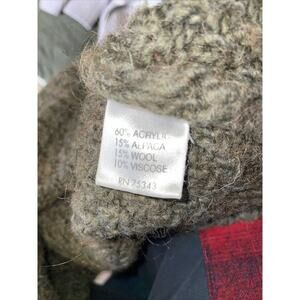 60% ACRYLIC
15% ALPACA
15% WOOL
10% VISCOSE
RN 75343